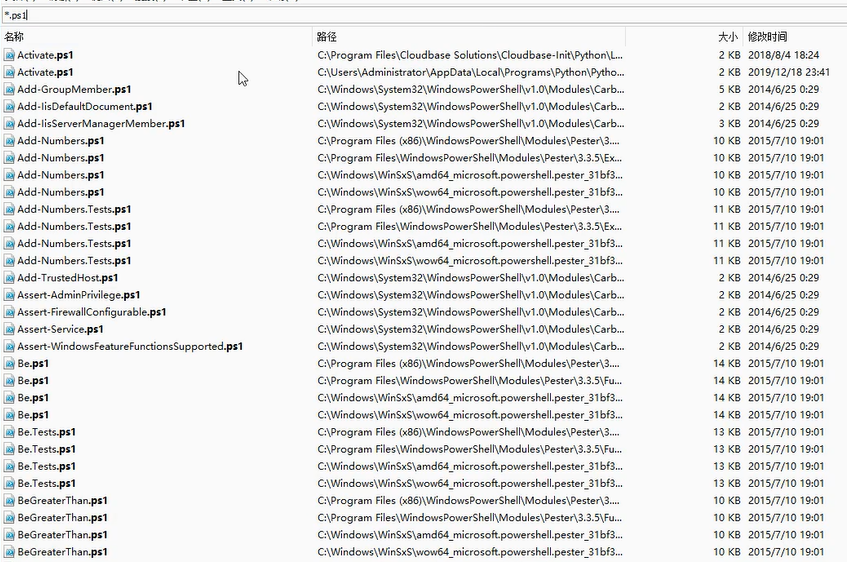 *.ps1
名称 路径 大小 修改时间
Activate.ps1 C:\Program Files\Cloudbase Solutions\Cloudbase-Init\Python\L... 2 KB 2018/8/4 18:24
Activate.ps1 C:\Users\Administrator\AppData\Local\Programs\Python\Pytho... 2 KB 2019/12/18 23:41
Add-GroupMember.ps1 C:\Windows\System32\WindowsPowerShell\v1.0\Modules\Carb... 5 KB 2014/6/25 0:29
Add-IisDefaultDocument.ps1 C:\Windows\System32\WindowsPowerShell\v1.0\Modules\Carb... 2 KB 2014/6/25 0:29
Add-IisServerManagerMember.ps1 C:\Windows\System32\WindowsPowerShell\v1.0\Modules\Carb... 3 KB 2014/6/25 0:29
Add-Numbers.ps1 C:\Program Files (x86)\WindowsPowerShell\Modules\Pester\3.... 10 KB 2015/7/10 19:01
Add-Numbers.ps1 C:\Program Files\WindowsPowerShell\Modules\Pester\3.3.5\Ex... 10 KB 2015/7/10 19:01
Add-Numbers.ps1 C:\Windows\WinSxS\amd64_microsoft.powershell.pester_31bf3... 10 KB 2015/7/10 19:01
Add-Numbers.ps1 C:\Windows\WinSxS\wow64_microsoft.powershell.pester_31bf3... 10 KB 2015/7/10 19:01
Add-Numbers.Tests.ps1 C:\Program Files (x86)\WindowsPowerShell\Modules\Pester\3.... 11 KB 2015/7/10 19:01
Add-Numbers.Tests.ps1 C:\Program Files\WindowsPowerShell\Modules\Pester\3.3.5\Ex... 11 KB 2015/7/10 19:01
Add-Numbers.Tests.ps1 C:\Windows\WinSxS\amd64_microsoft.powershell.pester_31bf3... 11 KB 2015/7/10 19:01
Add-Numbers.Tests.ps1 C:\Windows\WinSxS\wow64_microsoft.powershell.pester_31bf3... 11 KB 2015/7/10 19:01
Add-TrustedHost.ps1 C:\Windows\System32\WindowsPowerShell\v1.0\Modules\Carb... 2 KB 2014/6/25 0:29
Assert-AdminPrivilege.ps1 C:\Windows\System32\WindowsPowerShell\v1.0\Modules\Carb... 2 KB 2014/6/25 0:29
Assert-FirewallConfigurable.ps1 C:\Windows\System32\WindowsPowerShell\v1.0\Modules\Carb... 2 KB 2014/6/25 0:29
Assert-Service.ps1 C:\Windows\System32\WindowsPowerShell\v1.0\Modules\Carb... 2 KB 2014/6/25 0:29
Assert-WindowsFeatureFunctionsSupported.ps1 C:\Windows\System32\WindowsPowerShell\v1.0\Modules\Carb... 2 KB 2014/6/25 0:29
Be.ps1 C:\Program Files (x86)\WindowsPowerShell\Modules\Pester\3.... 14 KB 2015/7/10 19:01
Be.ps1 C:\Program Files\WindowsPowerShell\Modules\Pester\3.3.5\Fu... 14 KB 2015/7/10 19:01
Be.ps1 C:\Windows\WinSxS\amd64_microsoft.powershell.pester_31bf3... 14 KB 2015/7/10 19:01
Be.ps1 C:\Windows\WinSxS\wow64_microsoft.powershell.pester_31bf3... 14 KB 2015/7/10 19:01
Be.Tests.ps1 C:\Program Files (x86)\WindowsPowerShell\Modules\Pester\3.... 13 KB 2015/7/10 19:01
Be.Tests.ps1 C:\Program Files\WindowsPowerShell\Modules\Pester\3.3.5\Fu... 13 KB 2015/7/10 19:01
Be.Tests.ps1 C:\Windows\WinSxS\amd64_microsoft.powershell.pester_31bf3... 13 KB 2015/7/10 19:01
Be.Tests.ps1 C:\Windows\WinSxS\wow64_microsoft.powershell.pester_31bf3... 13 KB 2015/7/10 19:01
BeGreaterThan.ps1 C:\Program Files (x86)\WindowsPowerShell\Modules\Pester\3.... 10 KB 2015/7/10 19:01
BeGreaterThan.ps1 C:\Program Files\WindowsPowerShell\Modules\Pester\3.3.5\Fu... 10 KB 2015/7/10 19:01
BeGreaterThan.ps1 C:\Windows\WinSxS\amd64_microsoft.powershell.pester_31bf3... 10 KB 2015/7/10 19:01
BeGreaterThan.ps1 C:\Windows\WinSxS\wow64_microsoft.powershell.pester_31bf3... 10 KB 2015/7/10 19:01